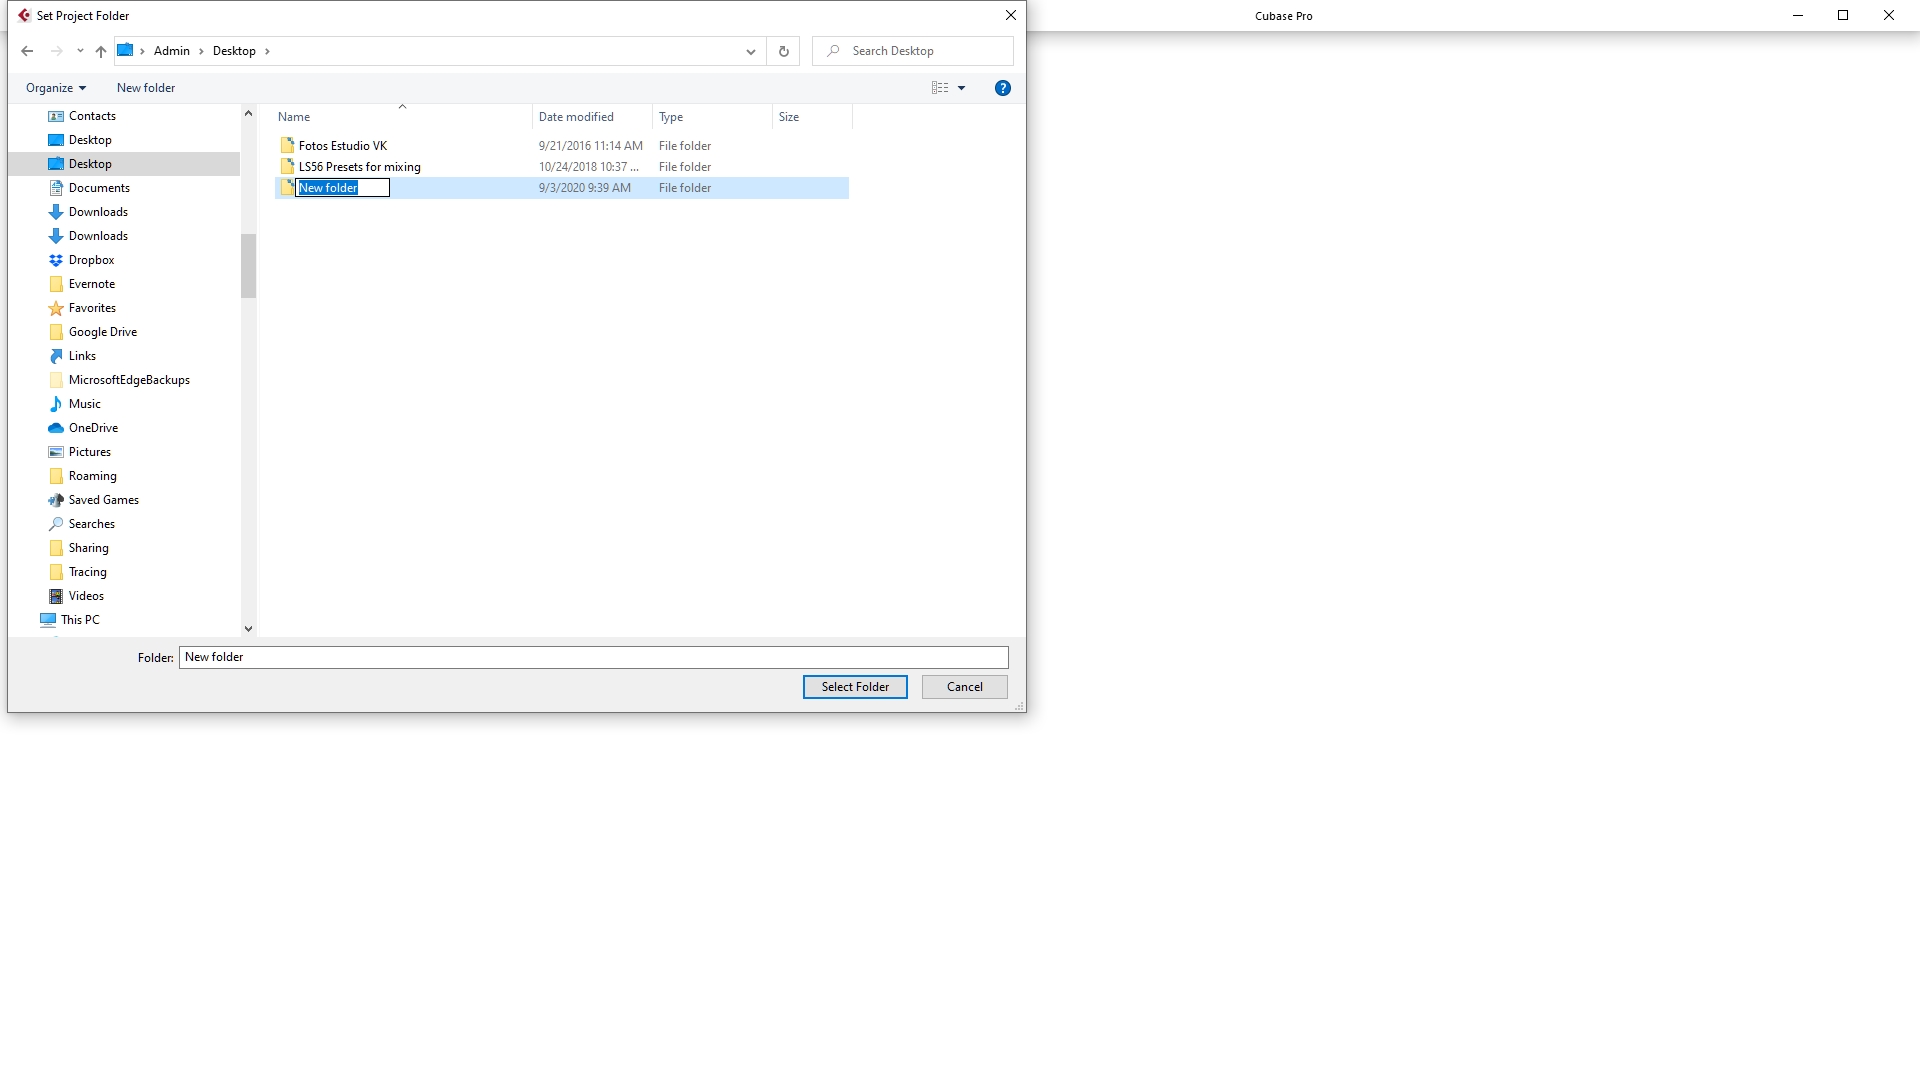 Set Project Folder
Cubase Pro
Admin
Desktop
Search Desktop
Organize
New folder
?
Contacts
Desktop
Desktop
Documents
Downloads
Downloads
Dropbox
Evernote
Favorites
Google Drive
Links
MicrosoftEdgeBackups
Music
OneDrive
Pictures
Roaming
Saved Games
Searches
Sharing
Tracing
Videos
This PC
Name Date modified Type Size
Fotos Estudio VK 9/21/2016 11:14 AM File folder
LS56 Presets for mixing 10/24/2018 10:37 ... File folder
New folder 9/3/2020 9:39 AM File folder
Folder: New folder
Select Folder
Cancel